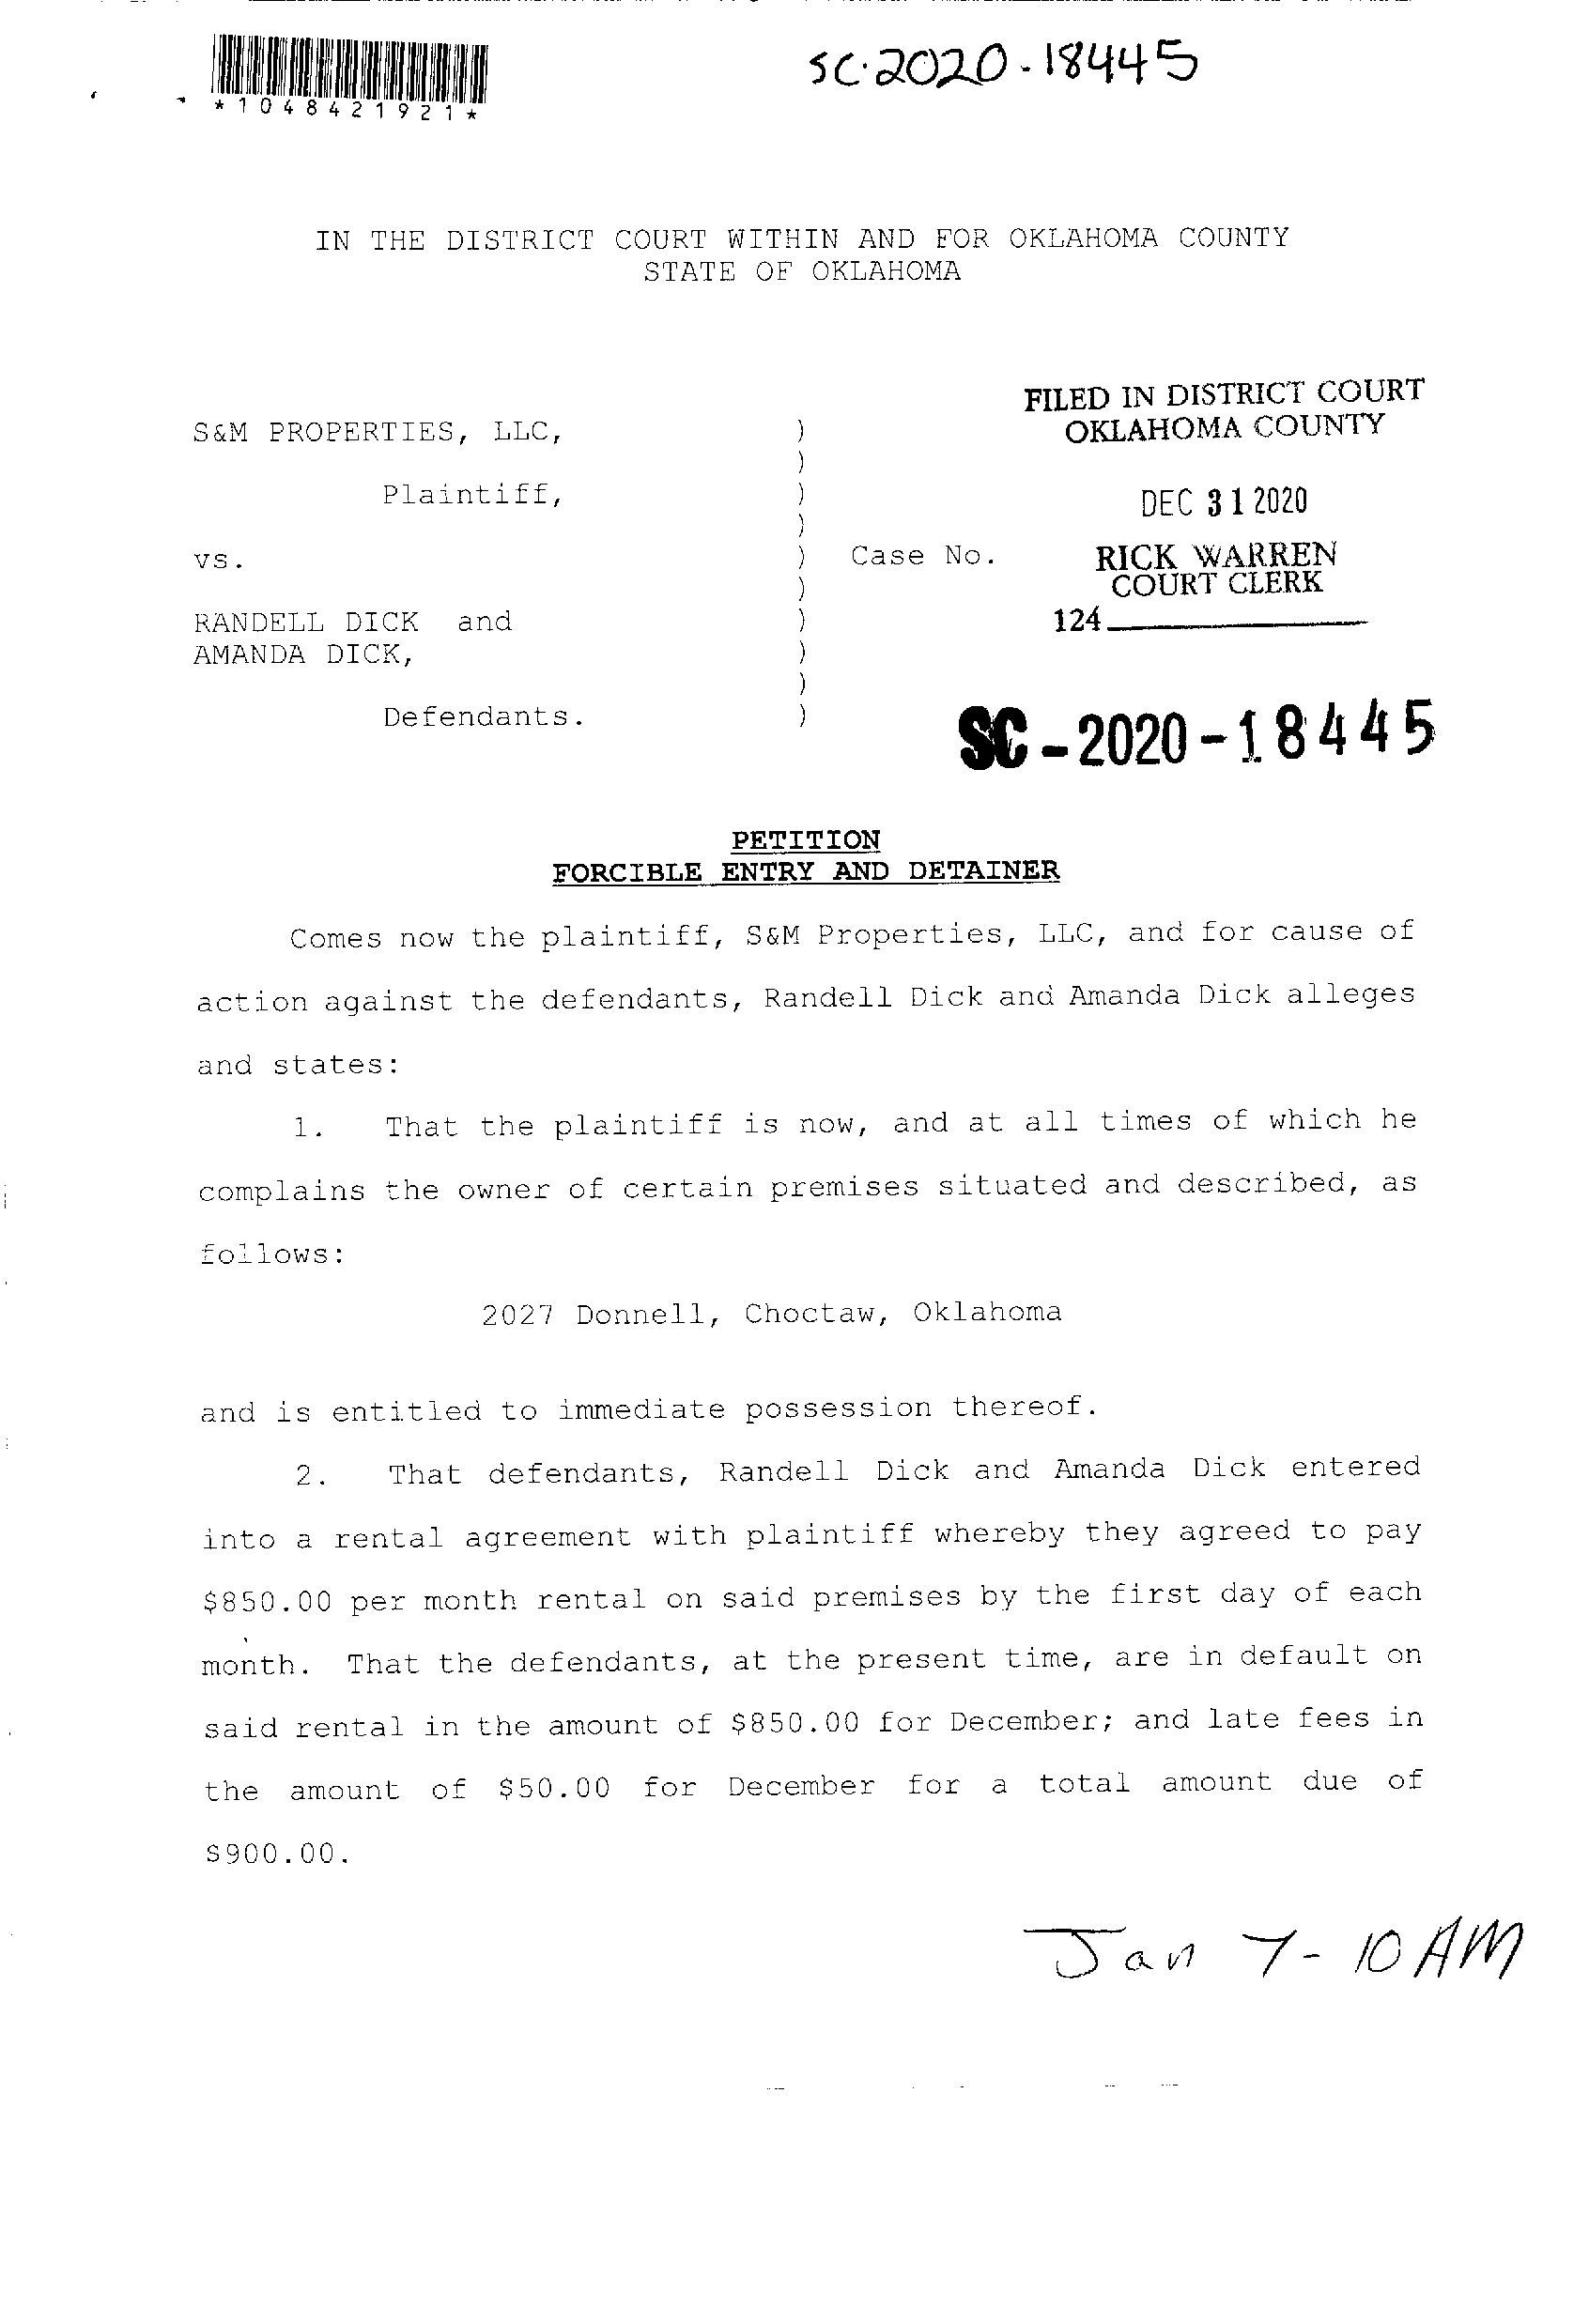 SC-2020-18445
*1048421921*
IN THE DISTRICT COURT WITHIN AND FOR OKLAHOMA COUNTY
STATE OF OKLAHOMA
FILED IN DISTRICT COURT
OKLAHOMA COUNTY
S&M PROPERTIES, LLC, )
)
Plaintiff, )
DEC 31 2020
)
vs. ) Case No.
RICK WARREN
COURT CLERK
)
RANDELL DICK and )
124
AMANDA DICK, )
)
Defendants. )
SC-2020-18445
PETITION
FORCIBLE ENTRY AND DETAINER
Comes now the plaintiff, S&M Properties, LLC, and for cause of
action against the defendants, Randell Dick and Amanda Dick alleges
and states:
1. That the plaintiff is now, and at all times of which he
complains the owner of certain premises situated and described, as
follows:
2027 Donnell, Choctaw, Oklahoma
and is entitled to immediate possession thereof.
2. That defendants, Randell Dick and Amanda Dick entered
into a rental agreement with plaintiff whereby they agreed to pay
$850.00 per month rental on said premises by the first day of each
month. That the defendants, at the present time, are in default on
said rental in the amount of $850.00 for December; and late fees in
the amount of $50.00 for December for a total amount due of
$900.00.
Jan 7- 10 AM